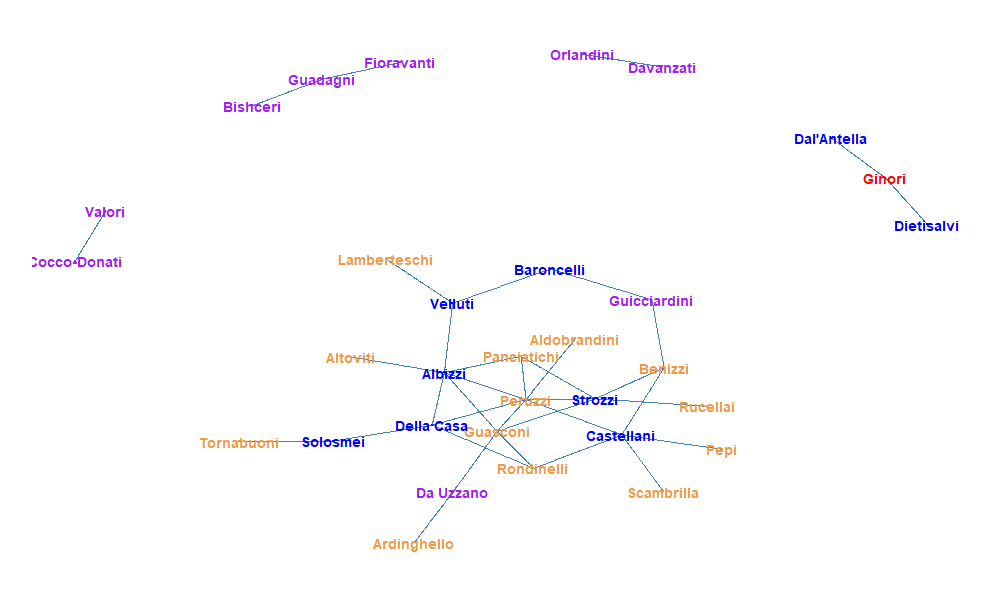 Orlandini
Fioravanti
Davanzati
Guadagni
Bishceri
Dal'Antella
Ginori
Valori
Dietisalvi
Cocco-Donati
Lamberteschi
Baroncelli
Velluti
Guicciardini
Aldobrandini
Altoviti
Panciatichi
Benizzi
Albizzi
Peruzzi
Strozzi
Rucellai
Della Casa
Guasconi
Castellani
Tornabuoni
Solosmei
Pepi
Rondinelli
Da Uzzano
Scambrilla
Ardinghello